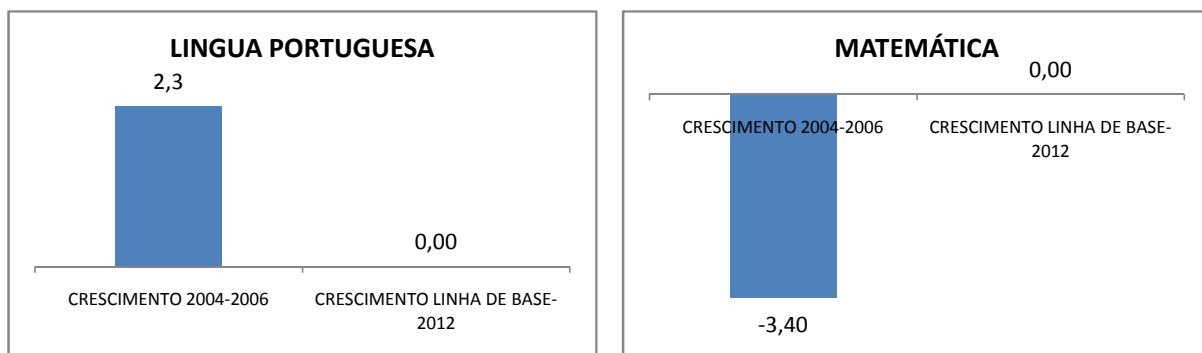 LINGUA PORTUGUESA
2,3
0,00
CRESCIMENTO 2004-2006
CRESCIMENTO LINHA DE BASE-
2012
MATEMÁTICA
0,00
CRESCIMENTO 2004-2006
CRESCIMENTO LINHA DE BASE-
2012
-3,40